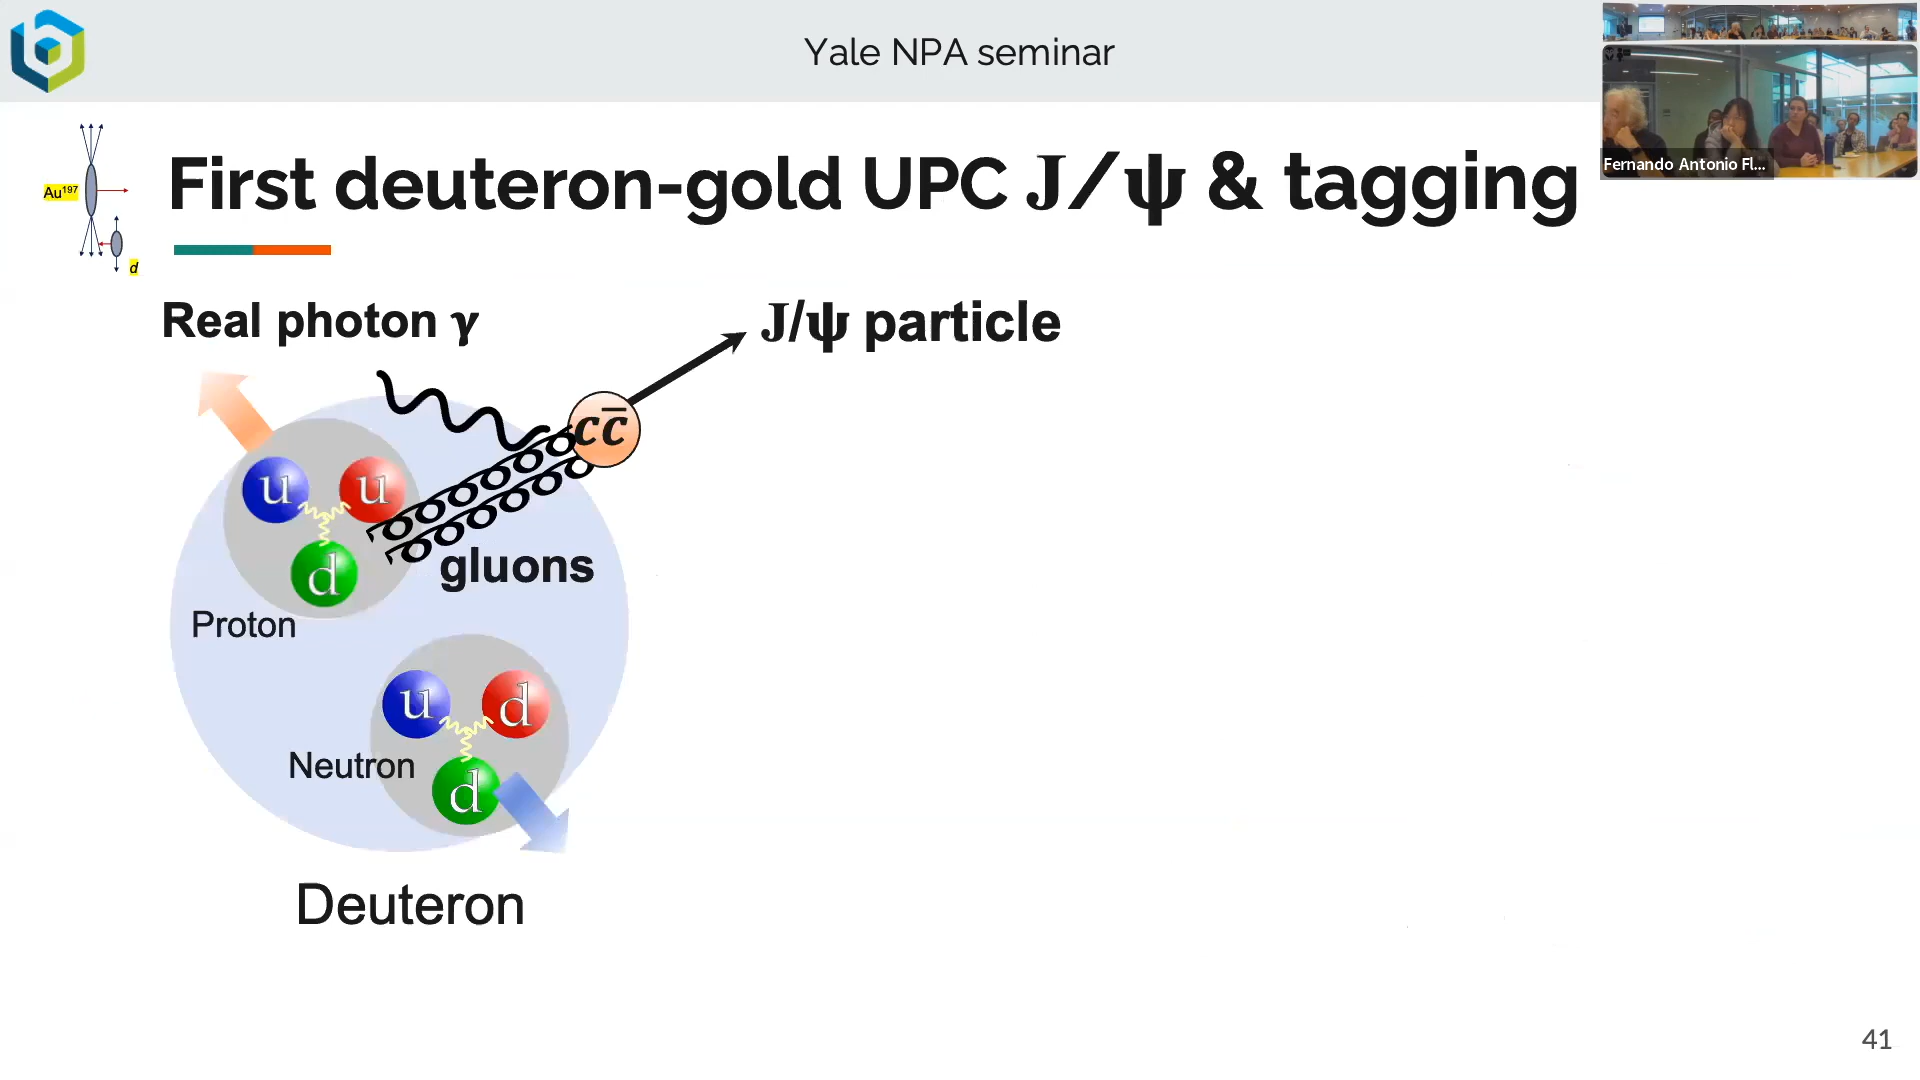 Yale NPA seminar
Fernando Antonio Fl...
Au197
d
First deuteron-gold UPC J/ψ & tagging
Real photon γ
J/ψ particle
cc̅
u u
d
gluons
Proton
u d
Neutron
d
Deuteron
41